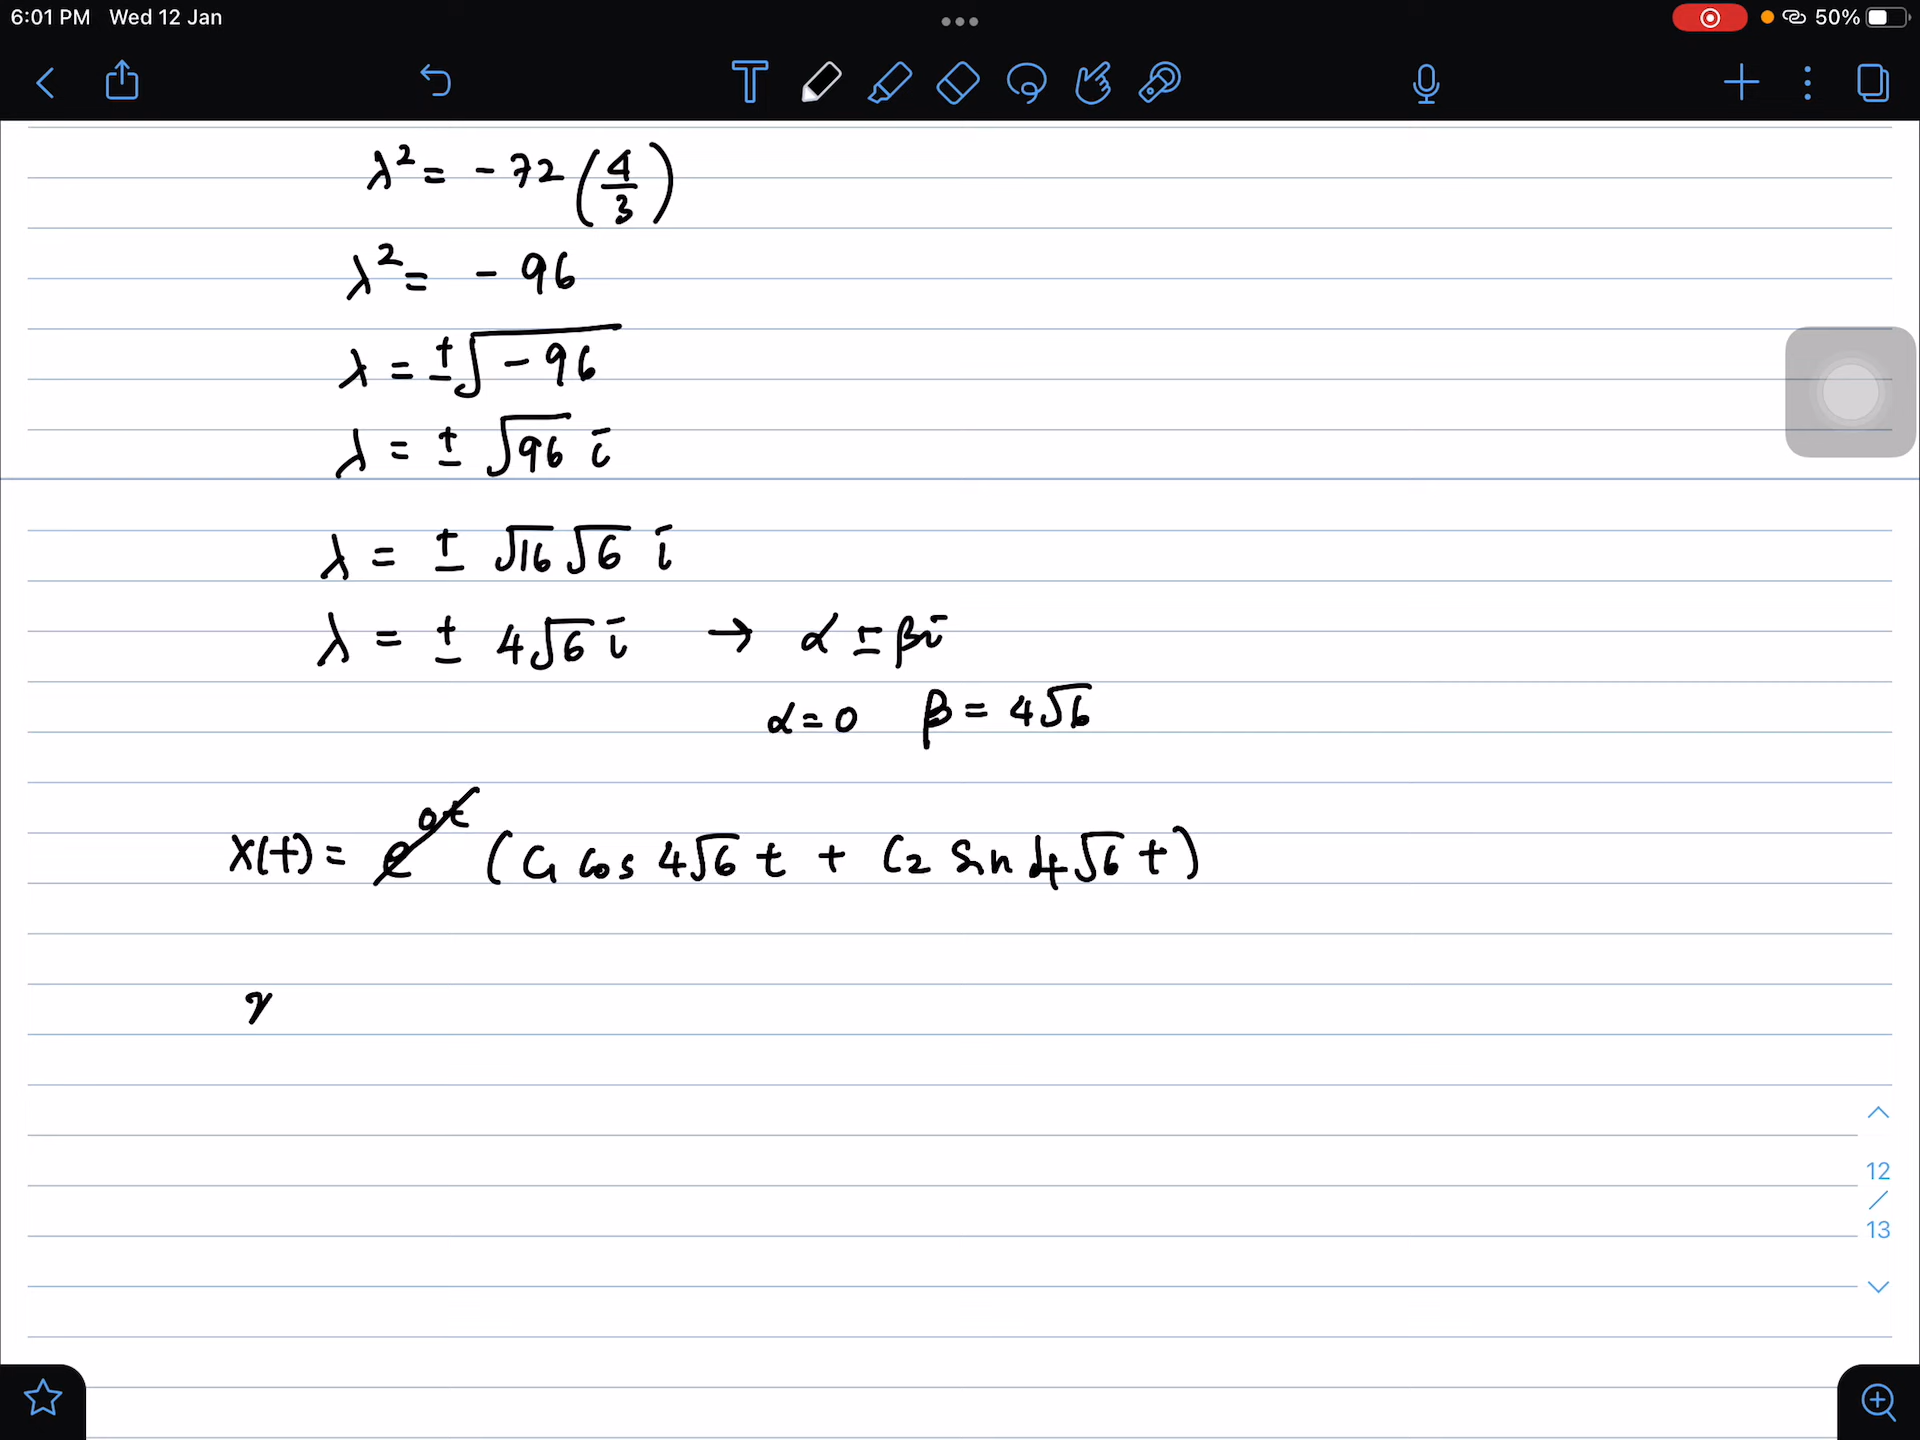 6:01 PM Wed 12 Jan
50%
λ² = - 72 (4/3)
λ² = - 96
λ = ±√-96
λ = ± √96 i
λ = ± √16 √6 i
λ = ± 4√6 i → α ± βi
α = 0 β = 4√6
x(t) = e^0t (C1 cos 4√6 t + C2 sin 4√6 t)
12
/
13